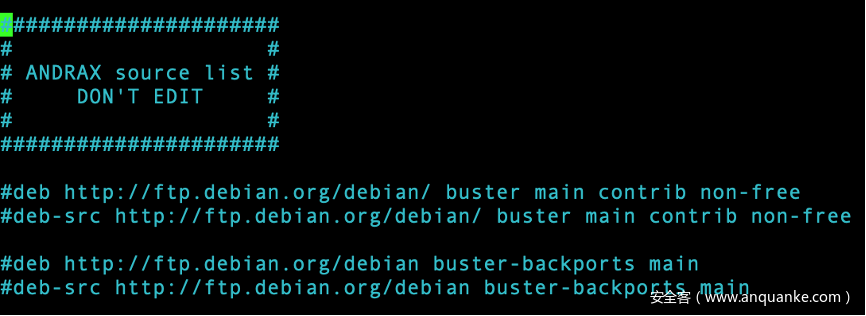 ######################
#                    #
# ANDRAX source list #
#     DON'T EDIT     #
#                    #
######################
#deb http://ftp.debian.org/debian/ buster main contrib non-free
#deb-src http://ftp.debian.org/debian/ buster main contrib non-free
#deb http://ftp.debian.org/debian buster-backports main
#deb-src http://ftp.debian.org/debian buster-backports main
安全客（www.anquanke.com）